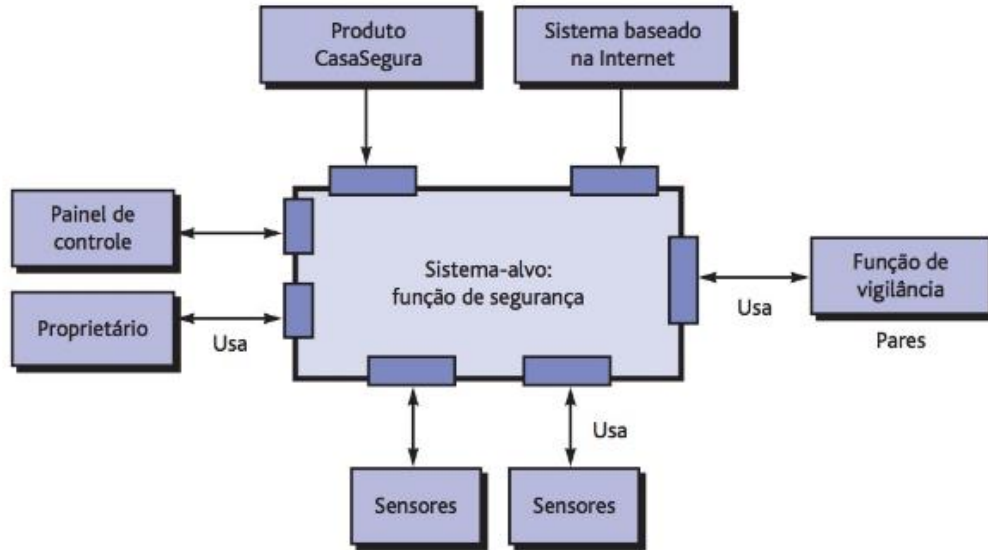 Produto
CasaSegura
Sistema baseado
na Internet
Painel de
controle
Sistema-alvo:
função de segurança
Função de
vigilância
Usa
Proprietário
Usa
Pares
Usa
Sensores
Sensores